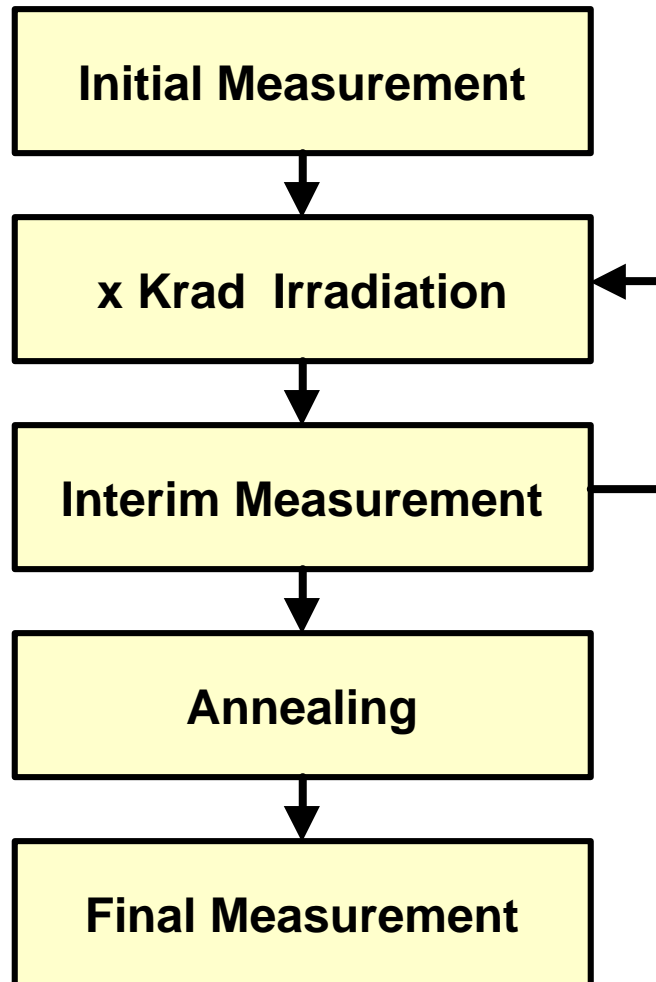 Initial Measurement
x Krad  Irradiation
Interim Measurement
Annealing
Final Measurement